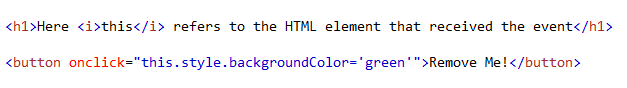 <h1>Here <i>this</i> refers to the HTML element that received the event</h1>
<button onclick="this.style.backgroundColor='green'">Remove Me!</button>